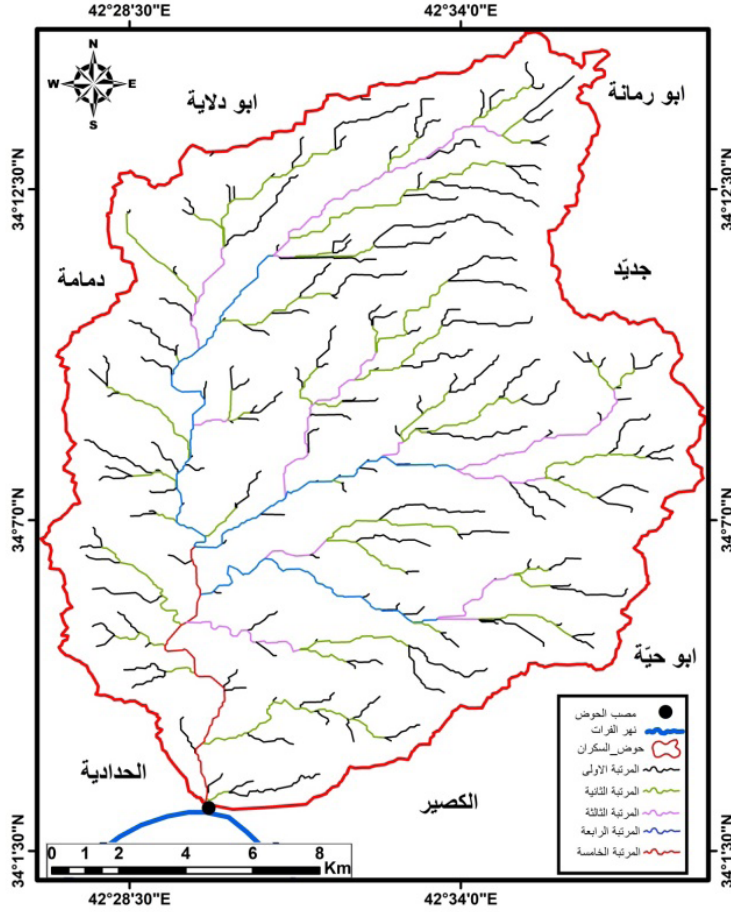 42°28'30"E 42°34'0"E
N
W E
S
ابو دلاية
ابو رمانة
34°12'30"N 34°12'30"N
دمامة
جديّد
34°7'0"N 34°7'0"N
ابو حيّة
الحدادية
الكصير
مصب الحوض
نهر الفرات
حوض_السكران
المرتبة الاولى
المرتبة الثانية
المرتبة الثالثة
المرتبة الرابعة
المرتبة الخامسة
34°1'30"N 34°1'30"N
0 1 2 4 6 8
Km
42°28'30"E 42°34'0"E